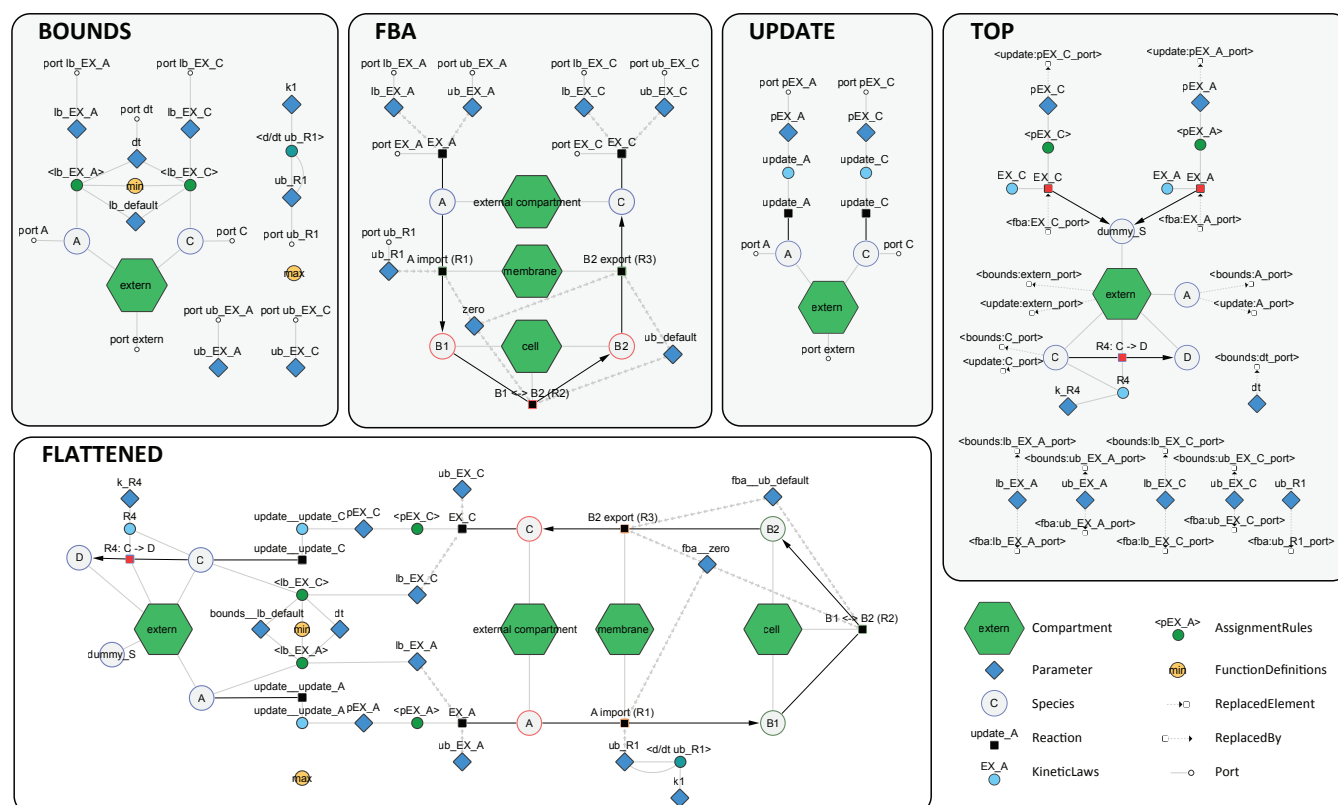 BOUNDS
port lb_EX_A
port lb_EX_C
lb_EX_A
lb_EX_C
port dt
dt
k1
<d/dt ub_R1>
<lb_EX_A>
<lb_EX_C>
min
lb_default
ub_R1
port A
A
C
port C
port ub_R1
max
extern
port extern
port ub_EX_A
port ub_EX_C
ub_EX_A
ub_EX_C
FBA
port lb_EX_A
port ub_EX_A
port lb_EX_C
port ub_EX_C
lb_EX_A
ub_EX_A
lb_EX_C
ub_EX_C
port EX_A
EX_A
port EX_C
EX_C
A
external compartment
C
port ub_R1
ub_R1
A import (R1)
membrane
B2 export (R3)
zero
ub_default
B1
cell
B2
B1 <-> B2 (R2)
UPDATE
port pEX_A
port pEX_C
pEX_A
pEX_C
update_A
update_C
update_A
update_C
port A
A
C
port C
extern
port extern
TOP
<update:pEX_C_port>
<update:pEX_A_port>
pEX_C
pEX_A
<pEX_C>
<pEX_A>
EX_C
EX_C
EX_A
EX_A
<fba:EX_C_port>
<fba:EX_A_port>
dummy_S
<bounds:extern_port>
<bounds:A_port>
extern
A
<update:extern_port>
<update:A_port>
<bounds:C_port>
C
R4: C -> D
D
<update:C_port>
<bounds:dt_port>
k_R4
R4
dt
<bounds:lb_EX_A_port>
<bounds:lb_EX_C_port>
<bounds:ub_EX_A_port>
<bounds:ub_EX_C_port>
lb_EX_A
ub_EX_A
lb_EX_C
ub_EX_C
ub_R1
<fba:ub_EX_A_port>
<fba:ub_EX_C_port>
<fba:lb_EX_A_port>
<fba:lb_EX_C_port>
<fba:ub_R1_port>
FLATTENED
k_R4
R4
update__update_C
pEX_C
<pEX_C>
ub_EX_C
EX_C
D
R4: C -> D
C
update__update_C
C
B2 export (R3)
fba__ub_default
B2
<lb_EX_C>
lb_EX_C
fba__zero
bounds__lb_default
dt
extern
min
external compartment
membrane
cell
B1 <-> B2 (R2)
dummy_S
<lb_EX_A>
lb_EX_A
A
update__update_A
update__update_A
pEX_A
<pEX_A>
EX_A
A
A import (R1)
B1
ub_EX_A
ub_R1
<d/dt ub_R1>
max
k1
extern
Compartment
<pEX_A>
AssignmentRules
Parameter
min
FunctionDefinitions
C
Species
ReplacedElement
update_A
Reaction
ReplacedBy
EX_A
KineticLaws
Port